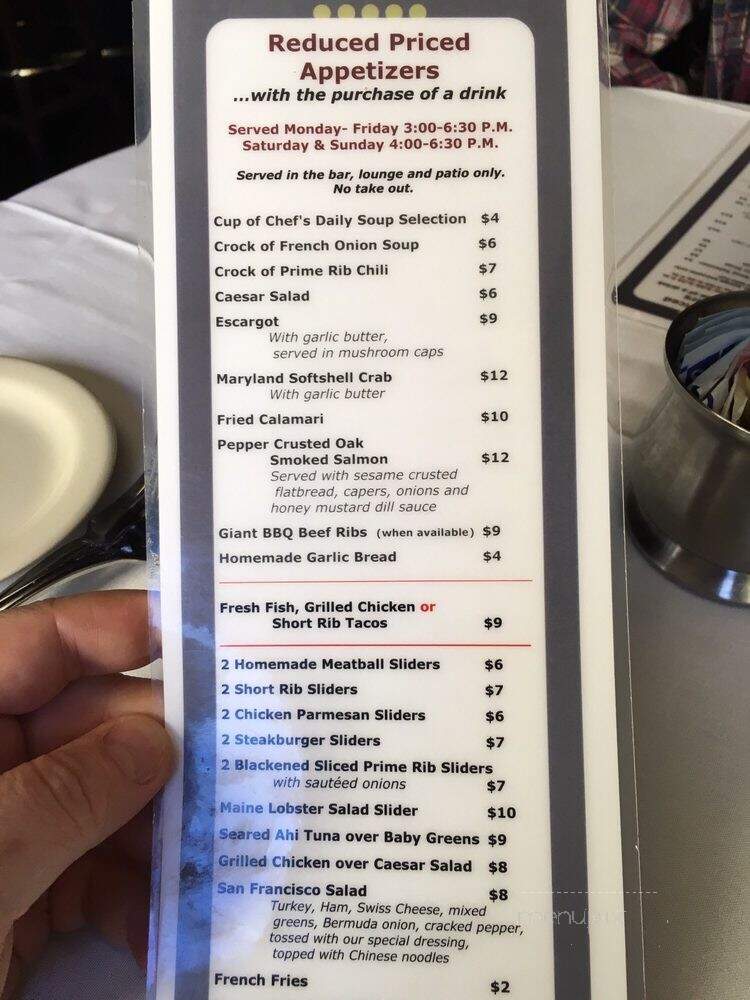 Reduced Priced
Appetizers
...with the purchase of a drink
Served Monday- Friday 3:00-6:30 P.M.
Saturday & Sunday 4:00-6:30 P.M.
Served in the bar, lounge and patio only.
No take out.
Cup of Chef's Daily Soup Selection $4
Crock of French Onion Soup $6
Crock of Prime Rib Chili $7
Caesar Salad $6
Escargot $9
With garlic butter,
served in mushroom caps
Maryland Softshell Crab $12
With garlic butter
Fried Calamari $10
Pepper Crusted Oak
Smoked Salmon $12
Served with sesame crusted
flatbread, capers, onions and
honey mustard dill sauce
Giant BBQ Beef Ribs (when available) $9
Homemade Garlic Bread $4
Fresh Fish, Grilled Chicken or
Short Rib Tacos $9
2 Homemade Meatball Sliders $6
2 Short Rib Sliders $7
2 Chicken Parmesan Sliders $6
2 Steakburger Sliders $7
2 Blackened Sliced Prime Rib Sliders
with sautéed onions $7
Maine Lobster Salad Slider $10
Seared Ahi Tuna over Baby Greens $9
Grilled Chicken over Caesar Salad $8
San Francisco Salad $8
Turkey, Ham, Swiss Cheese, mixed
greens, Bermuda onion, cracked pepper,
tossed with our special dressing,
topped with Chinese noodles
French Fries $2